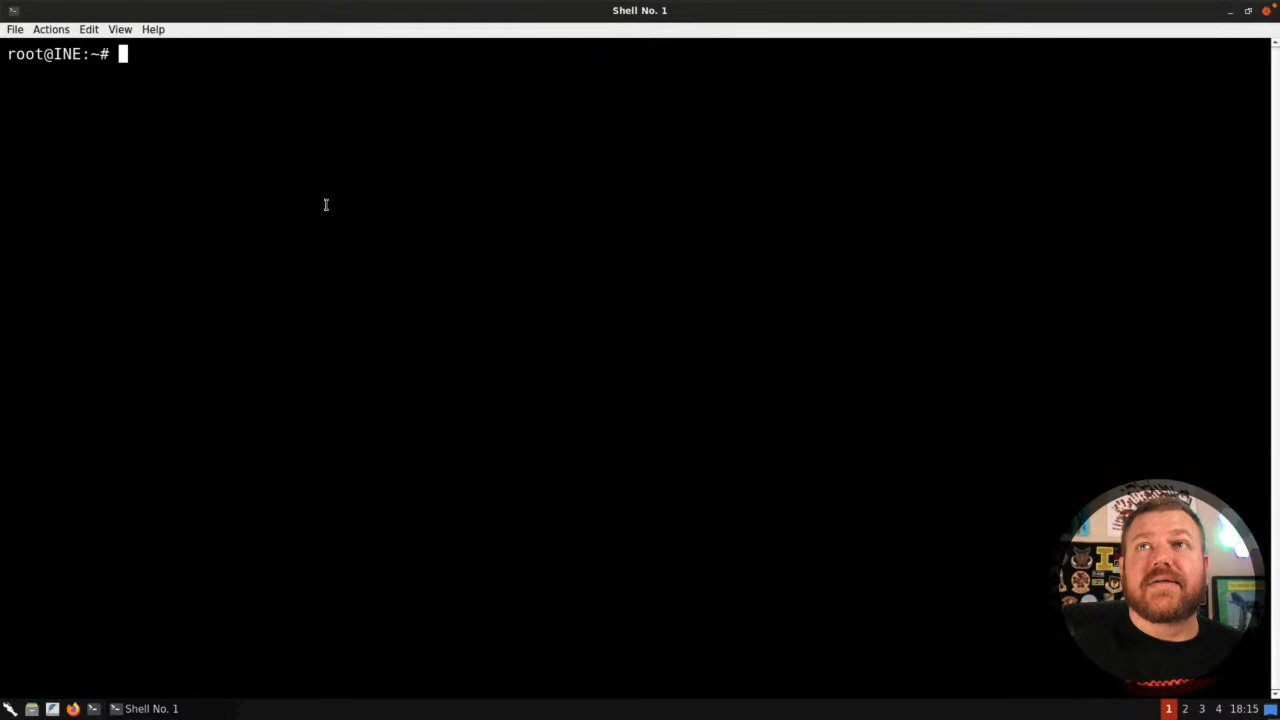 Shell No. 1
File Actions Edit View Help
root@INE:~#
Shell No. 1
1 2 3 4 18:15